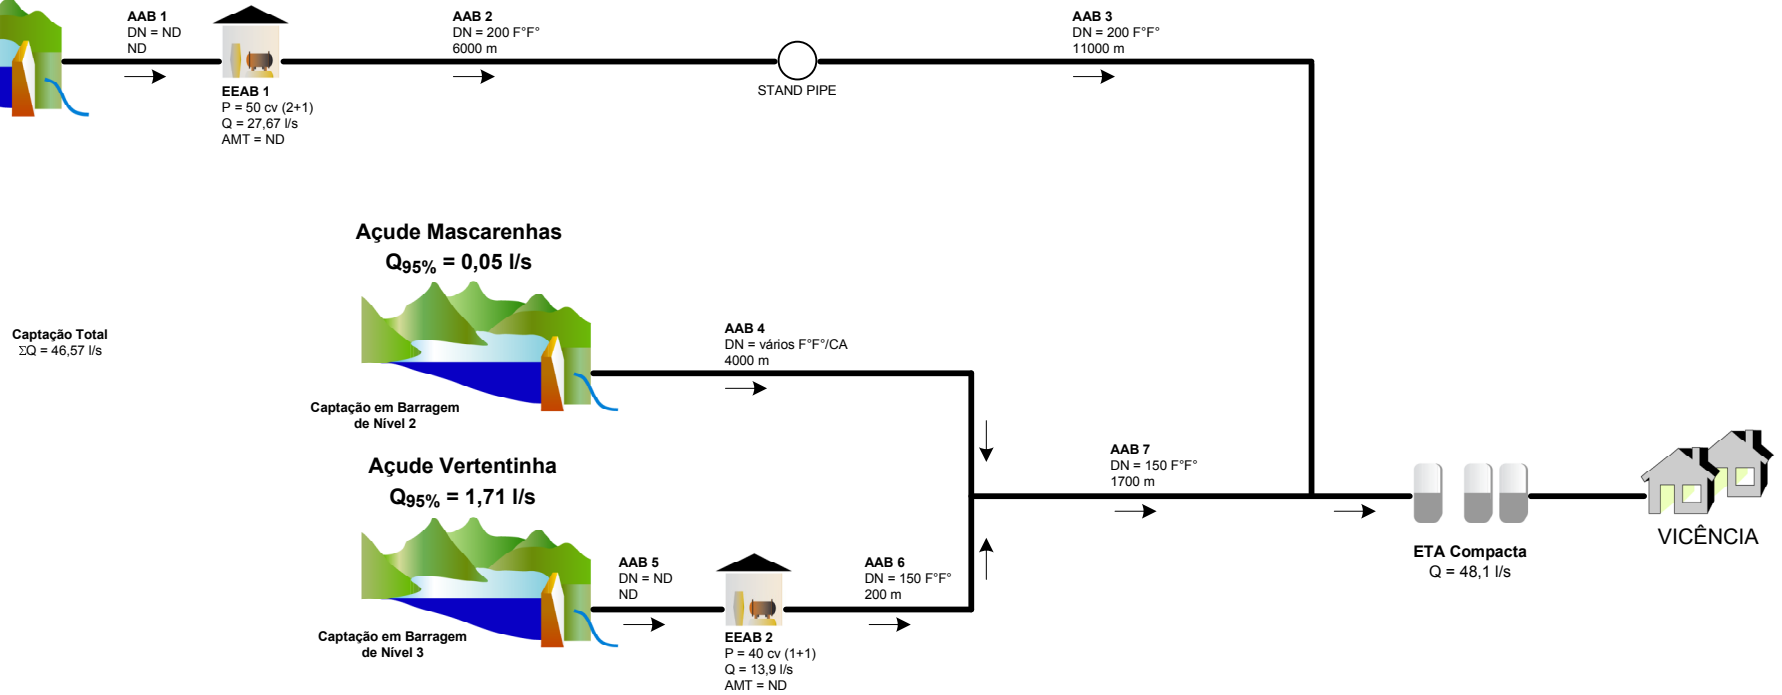 AAB 1
DN = ND
ND
AAB 2
DN = 200 F°F°
6000 m
AAB 3
DN = 200 F°F°
11000 m
STAND PIPE
EEAB 1
P = 50 cv (2+1)
Q = 27,67 l/s
AMT = ND
Açude Mascarenhas
Q95% = 0,05 l/s
Captação Total
ΣQ = 46,57 l/s
AAB 4
DN = vários F°F°/CA
4000 m
Captação em Barragem
de Nível 2
Açude Vertentinha
Q95% = 1,71 l/s
AAB 7
DN = 150 F°F°
1700 m
AAB 5
DN = ND
ND
AAB 6
DN = 150 F°F°
200 m
ETA Compacta
Q = 48,1 l/s
VICÊNCIA
Captação em Barragem
de Nível 3
EEAB 2
P = 40 cv (1+1)
Q = 13,9 l/s
AMT = ND